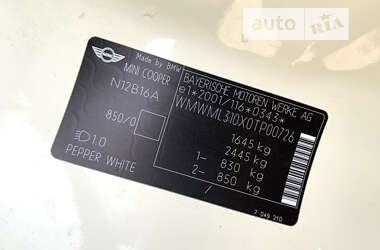 auto RIA
Made by BMW
MINI COOPER
N12B16A
850/0
1.0
PEPPER WHITE
BAYERISCHE MOTOREN WERKE AG
e1*2001/116*0343*
WMWML310X0TP00726
1645 kg
2445 kg
1- 830 kg
2- 850 kg
/
7 049 210